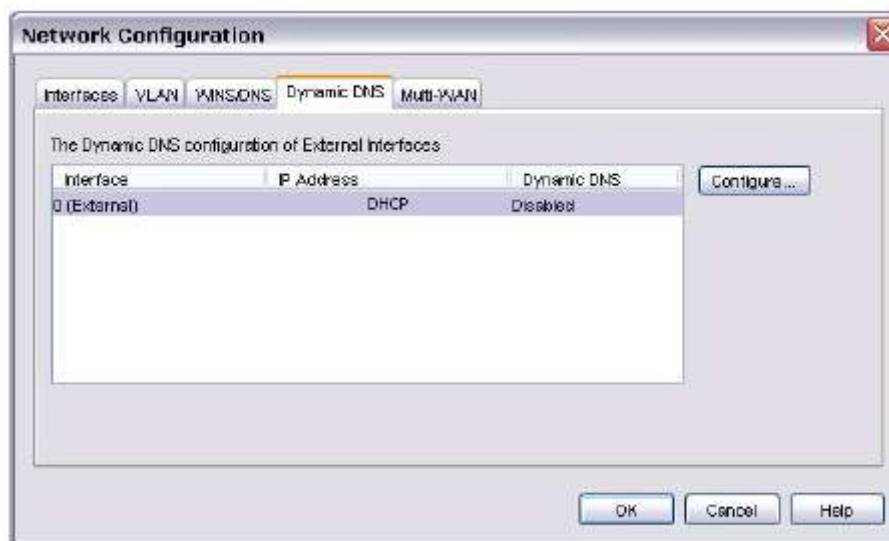 Network Configuration
Interfaces VLAN WINS/DNS Dynamic DNS Multi-WAN
The Dynamic DNS configuration of External Interfaces
Interface IP Address Dynamic DNS Configure ...
0 (External) DHCP Disabled
OK Cancel Help